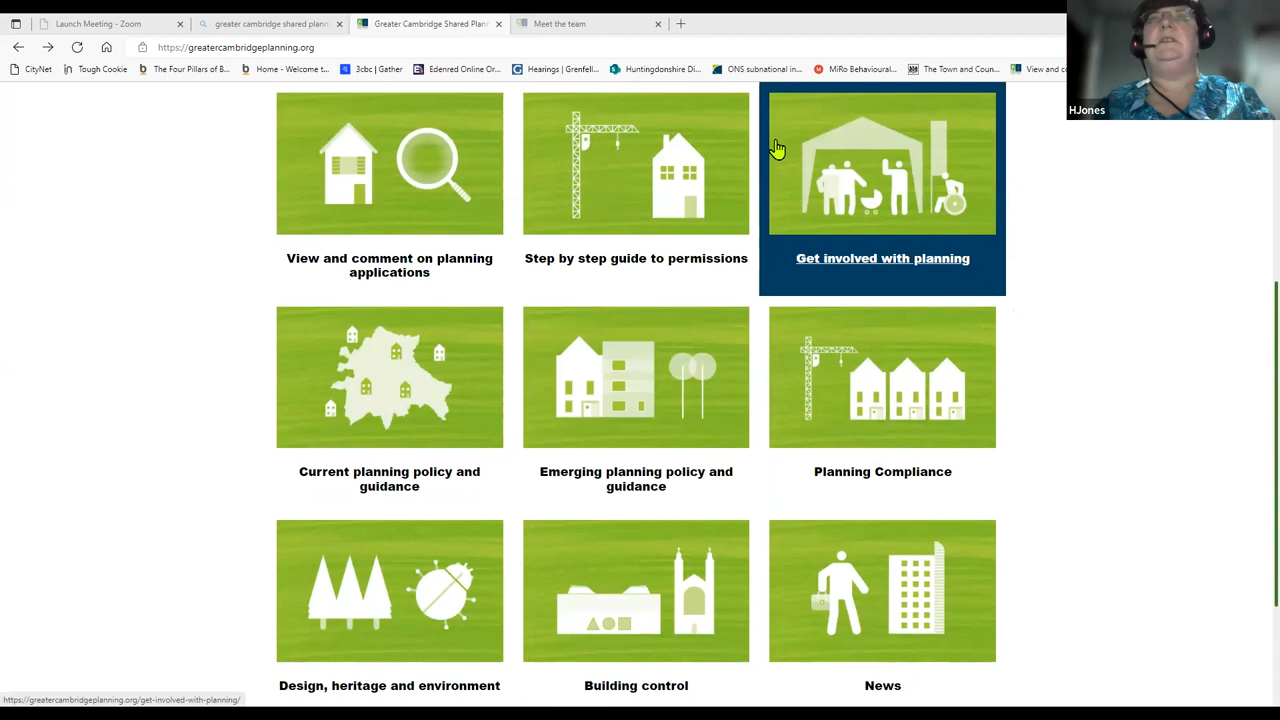 Launch Meeting - Zoom
greater cambridge shared plann
Greater Cambridge Shared Plann
Meet the team
https://greatercambridgeplanning.org
CityNet
Tough Cookie
The Four Pillars of B...
Home - Welcome t...
3cbc | Gather
Edenred Online Or...
Hearings | Grenfell...
Huntingdonshire Di...
ONS subnational in...
MiRo Behavioural...
The Town and Coun...
View and co
HJones
View and comment on planning
applications
Step by step guide to permissions
Get involved with planning
Current planning policy and
guidance
Emerging planning policy and
guidance
Planning Compliance
Design, heritage and environment
Building control
News
https://greatercambridgeplanning.org/get-involved-with-planning/